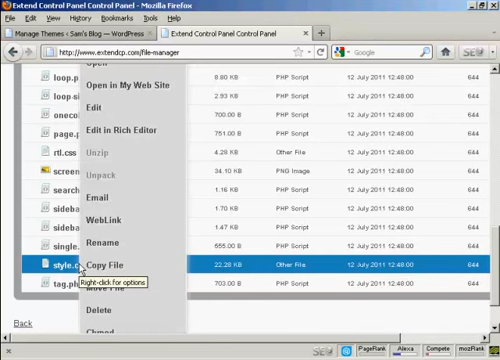 Extend Control Panel Control Panel - Mozilla Firefox
File Edit View History Bookmarks Tools Help
Manage Themes ‹ Sam's Blog — WordPress × Extend Control Panel Control Panel × +
http://www.extendcp.com/file-manager Google SEO
Open
loop.p 8.80 KB PHP Script 12 July 2011 12:48:00 644
Open in My Web Site
loop-si 2.93 KB PHP Script 12 July 2011 12:48:00 644
Edit
onecol 700.00 B PHP Script 12 July 2011 12:48:00 644
Edit in Rich Editor
page.p 751.00 B PHP Script 12 July 2011 12:48:00 644
Unzip
rtl.css 4.28 KB Other File 12 July 2011 12:48:00 644
Unpack
screen 34.10 KB PNG Image 12 July 2011 12:48:00 644
Email
search 1.16 KB PHP Script 12 July 2011 12:48:00 644
sideba 1.70 KB PHP Script 12 July 2011 12:48:00 644
WebLink
sideba 1.47 KB PHP Script 12 July 2011 12:48:00 644
Rename
single. 555.00 B PHP Script 12 July 2011 12:48:00 644
Copy File
style.c 22.28 KB Other File 12 July 2011 12:48:00 644
Right-click for options
Move File
tag.ph 703.00 B PHP Script 12 July 2011 12:48:00 644
Delete
Back
Chmod
Done SEO PageRank Alexa Compete mozRank